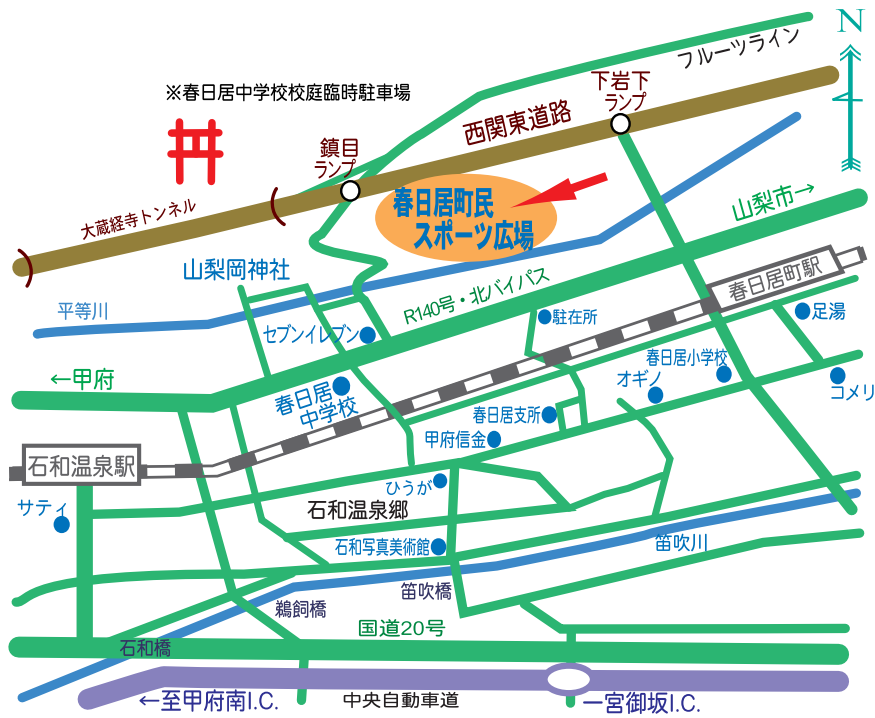 N
フルーツライン
※春日居中学校校庭臨時駐車場
下岩下
ランプ
西関東道路
鎮目
ランプ
春日居町民
スポーツ広場
大蔵経寺トンネル
山梨市→
山梨岡神社
春日居町駅
平等川
R140号・北バイパス
セブンイレブン
駐在所
足湯
春日居小学校
←甲府
オギノ
コメリ
春日居
中学校
春日居支所
甲府信金
石和温泉駅
ひうが
サティ
石和温泉郷
石和写真美術館
笛吹川
笛吹橋
鵜飼橋
国道20号
石和橋
←至甲府南I.C.
中央自動車道
一宮御坂I.C.